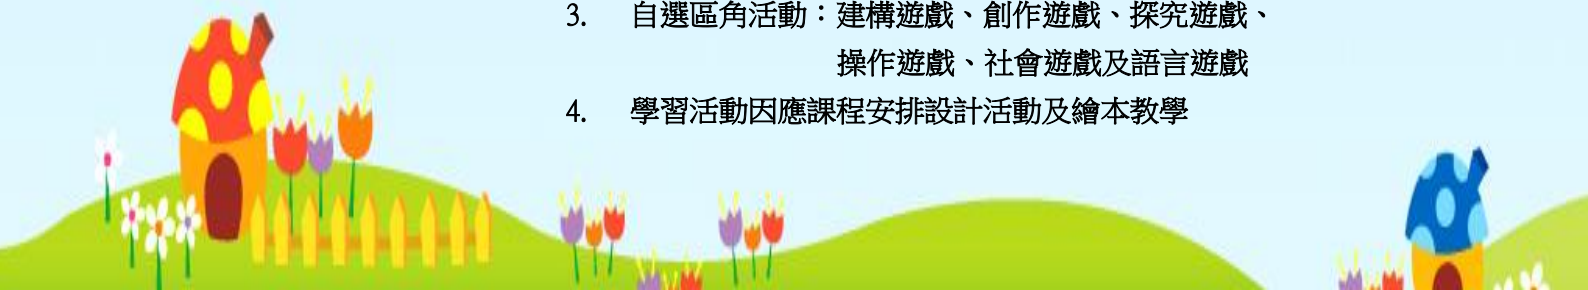 3. 自選區角活動：建構遊戲、創作遊戲、探究遊戲、
操作遊戲、社會遊戲及語言遊戲
4. 學習活動因應課程安排設計活動及繪本教學